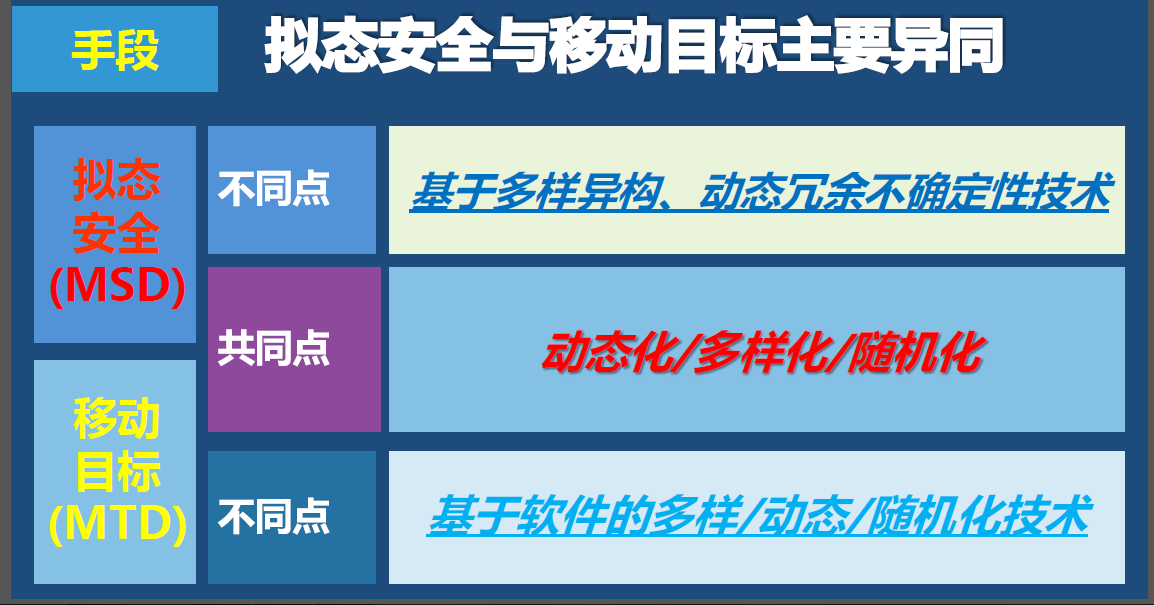 手段
拟态安全与移动目标主要异同
拟态
安全
(MSD)
不同点
基于多样异构、动态冗余不确定性技术
共同点
动态化/多样化/随机化
移动
目标
(MTD)
不同点
基于软件的多样/动态/随机化技术